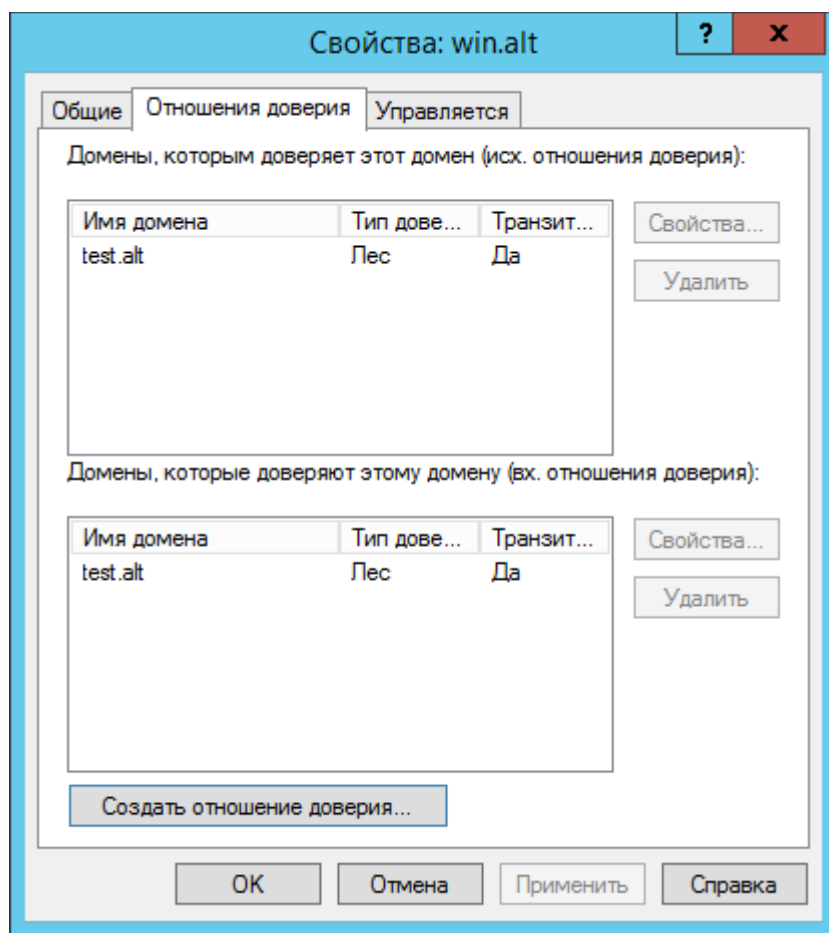 Свойства: win.alt
?
x
Общие Отношения доверия Управляется
Домены, которым доверяет этот домен (исх. отношения доверия):
Имя домена Тип дове... Транзит... Свойства...
test.alt Лес Да
Удалить
Домены, которые доверяют этому домену (вх. отношения доверия):
Имя домена Тип дове... Транзит... Свойства...
test.alt Лес Да
Удалить
Создать отношение доверия...
ОК Отмена Применить Справка